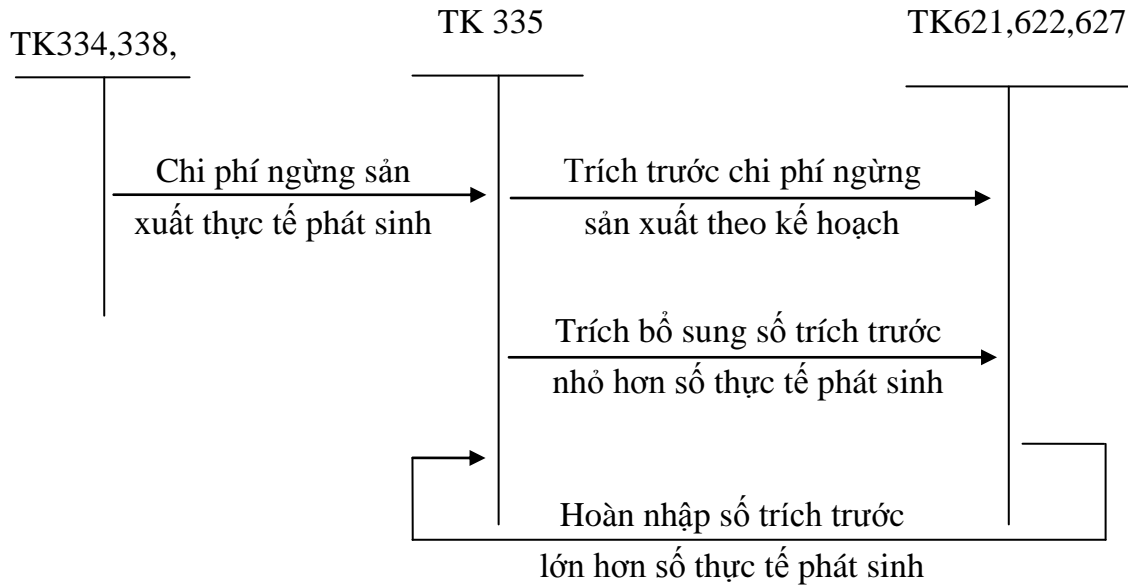 TK334,338,
TK 335
TK621,622,627
Chi phí ngừng sản
xuất thực tế phát sinh
Trích trước chi phí ngừng
sản xuất theo kế hoạch
Trích bổ sung số trích trước
nhỏ hơn số thực tế phát sinh
Hoàn nhập số trích trước
lớn hơn số thực tế phát sinh